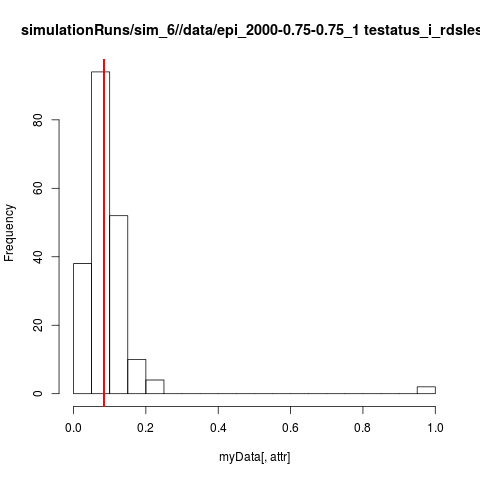 simulationRuns/sim_6//data/epi_2000-0.75-0.75_1 testatus_i_rdsles
Frequency
80
60
40
20
0
0.0 0.2 0.4 0.6 0.8 1.0
myData[, attr]